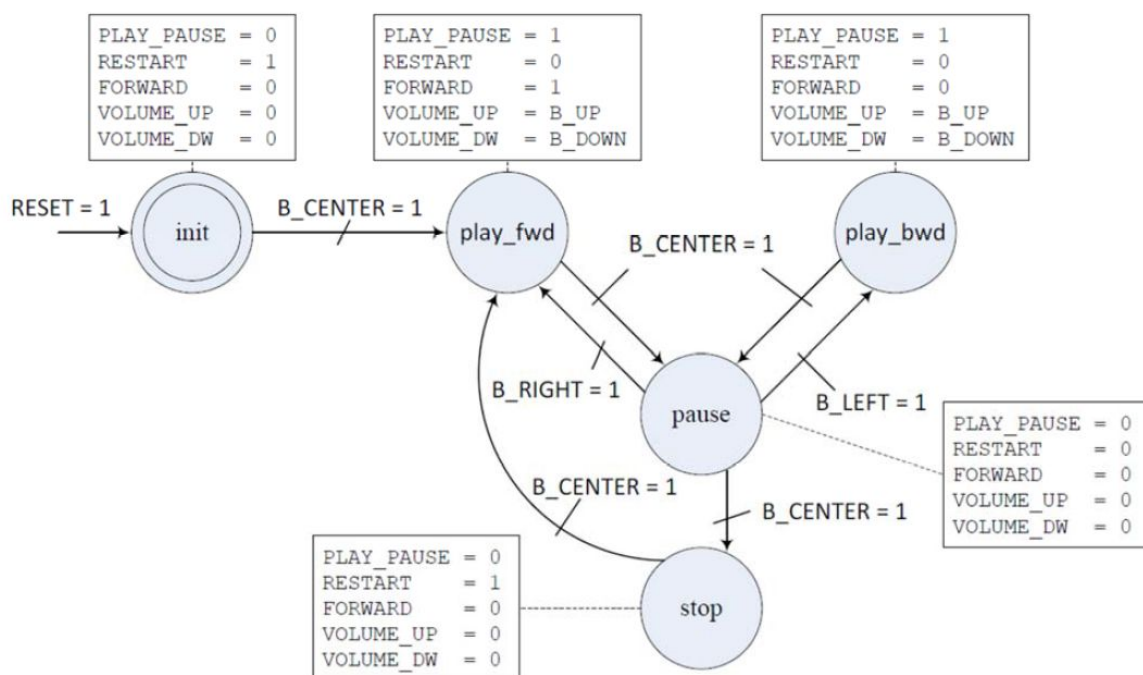 PLAY_PAUSE = 0
RESTART = 1
FORWARD = 0
VOLUME_UP = 0
VOLUME_DW = 0
PLAY_PAUSE = 1
RESTART = 0
FORWARD = 1
VOLUME_UP = B_UP
VOLUME_DW = B_DOWN
PLAY_PAUSE = 1
RESTART = 0
FORWARD = 0
VOLUME_UP = B_UP
VOLUME_DW = B_DOWN
RESET = 1
init
B_CENTER = 1
play_fwd
B_CENTER = 1
play_bwd
B_RIGHT = 1
pause
B_LEFT = 1
PLAY_PAUSE = 0
RESTART = 0
FORWARD = 0
VOLUME_UP = 0
VOLUME_DW = 0
B_CENTER = 1
B_CENTER = 1
PLAY_PAUSE = 0
RESTART = 1
FORWARD = 0
VOLUME_UP = 0
VOLUME_DW = 0
stop